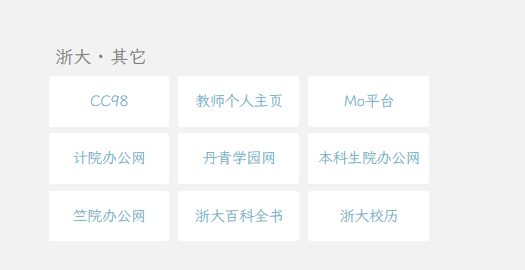 浙大·其它
CC98
教师个人主页
Mo平台
计院办公网
丹青学园网
本科生院办公网
竺院办公网
浙大百科全书
浙大校历